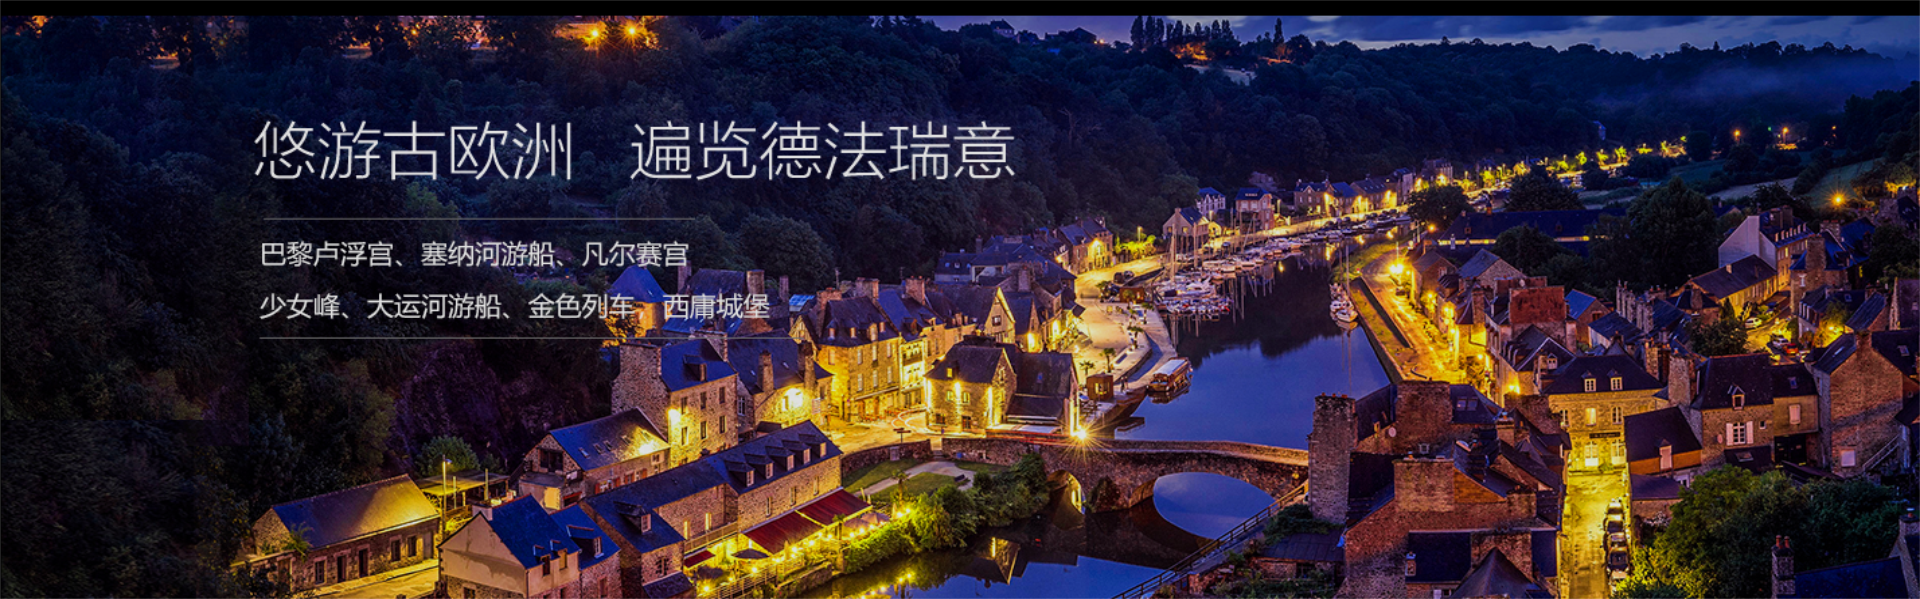 悠游古欧洲　遍览德法瑞意
巴黎卢浮宫、塞纳河游船、凡尔赛宫
少女峰、大运河游船、金色列车、西庸城堡